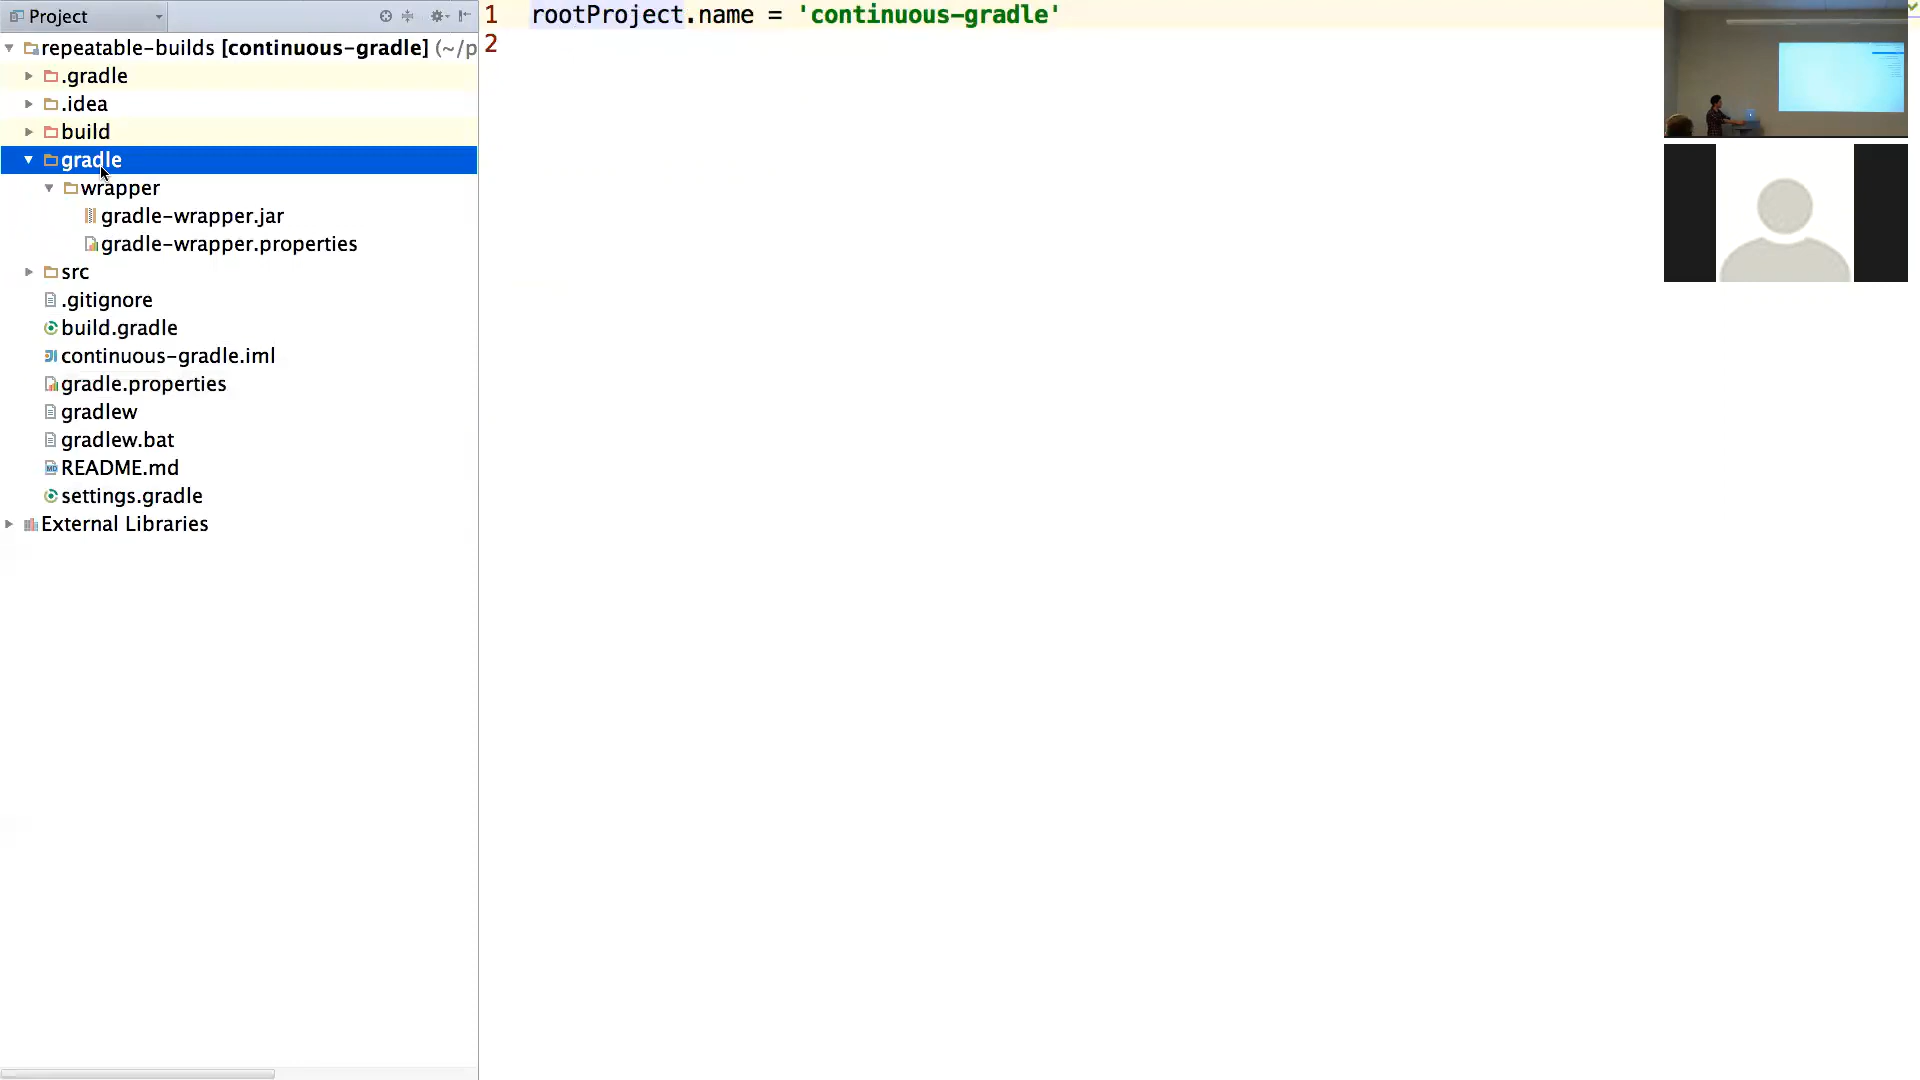 Project
repeatable-builds [continuous-gradle] (~/p
.gradle
.idea
build
gradle
wrapper
gradle-wrapper.jar
gradle-wrapper.properties
src
.gitignore
build.gradle
continuous-gradle.iml
gradle.properties
gradlew
gradlew.bat
README.md
settings.gradle
External Libraries
1 rootProject.name = 'continuous-gradle'
2